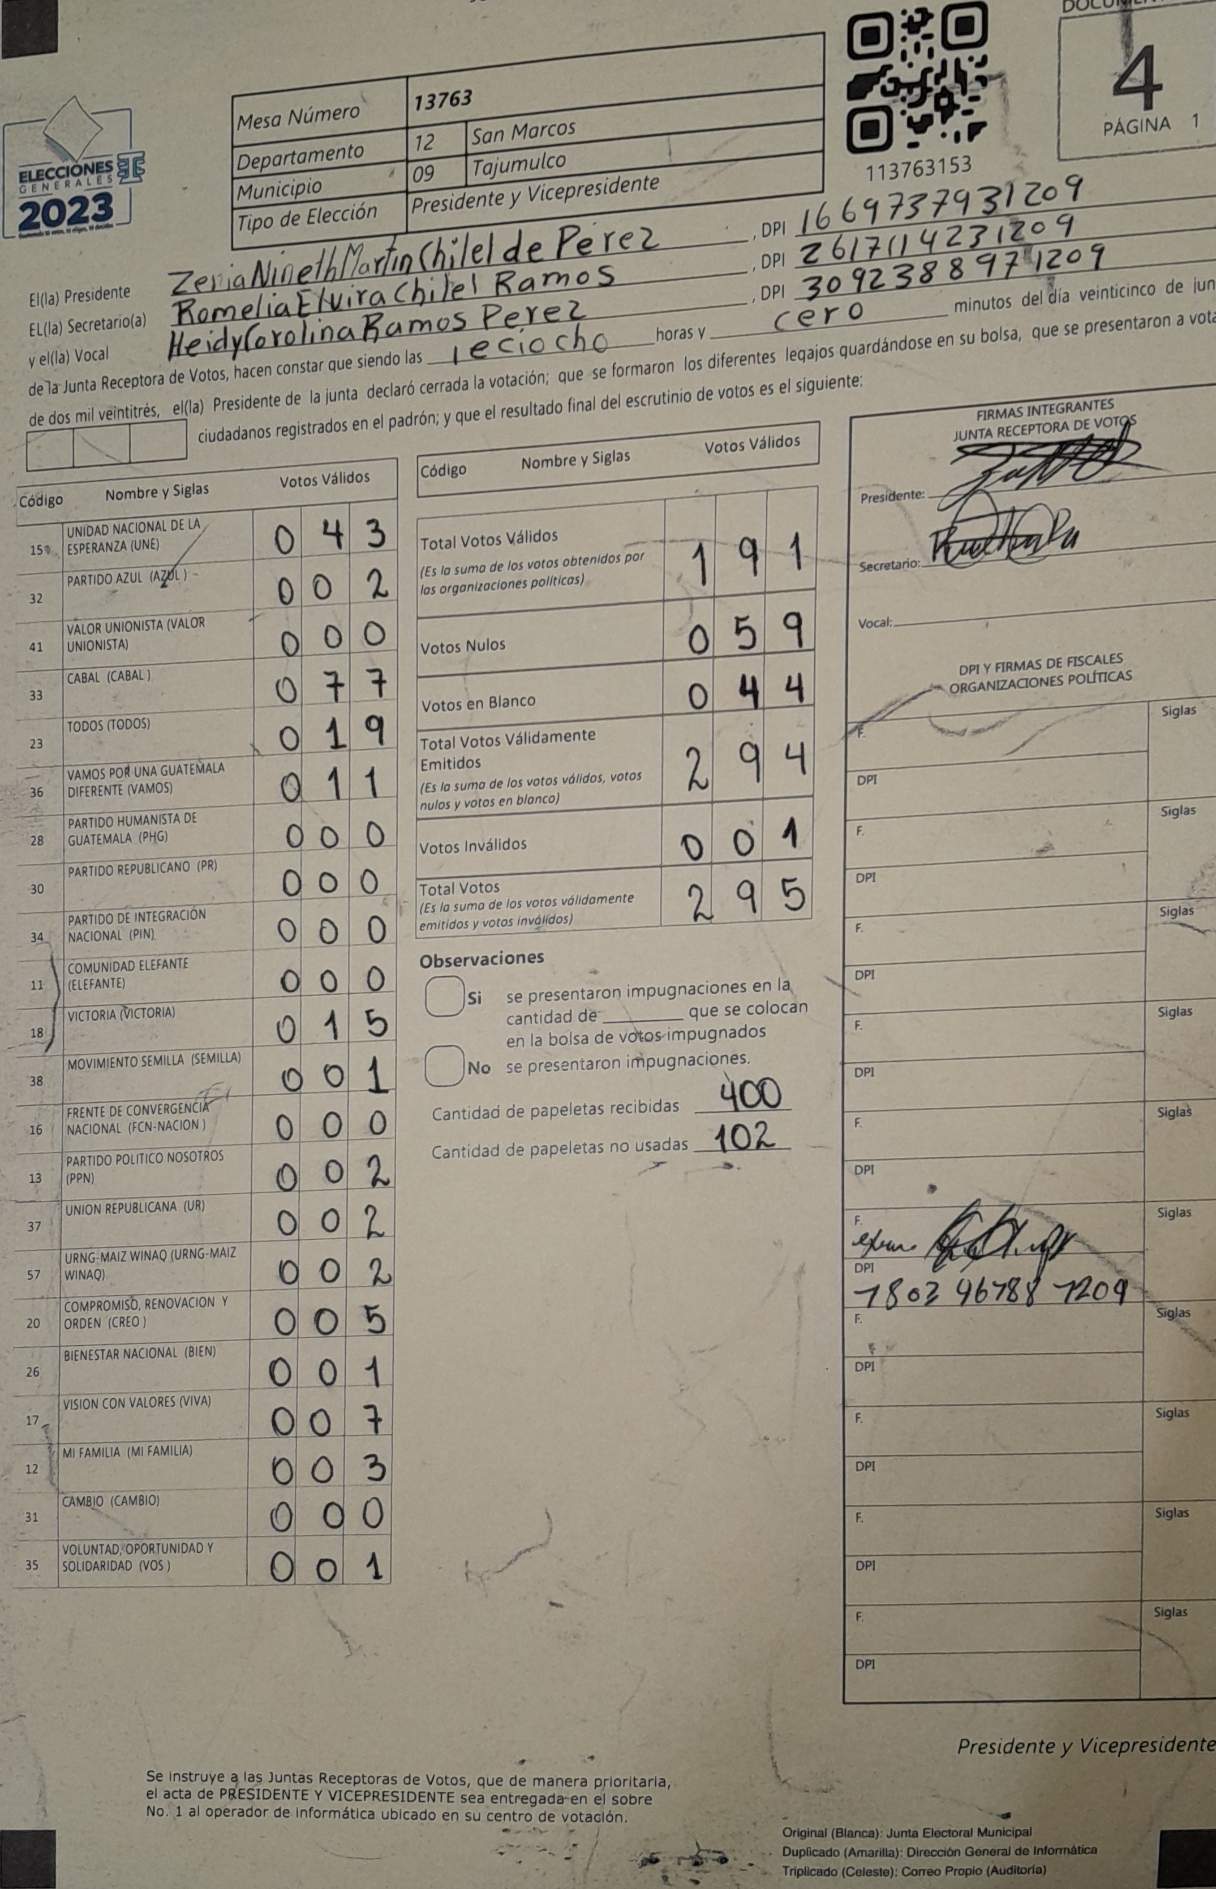 4
PÁGINA 1
ELECCIONES
GENERALES
2023
Mesa Número 13763
Departamento 12 San Marcos
Municipio 09 Tajumulco
Tipo de Elección Presidente y Vicepresidente
113763153
El(la) Presidente Zenia Nineth Martin Chilel de Perez, DPI 1669737931209
EL(la) Secretario(a) Romelia Elvira Chilel Ramos, DPI 2617114231209
y el(la) Vocal Heidy Carolina Ramos Perez, DPI 3092388971209
de la Junta Receptora de Votos, hacen constar que siendo las ieciocho horas y cero minutos del día veinticinco de jun
de dos mil veintitrés, el(la) Presidente de la junta declaró cerrada la votación; que se formaron los diferentes legajos guardándose en su bolsa, que se presentaron a vota
ciudadanos registrados en el padrón; y que el resultado final del escrutinio de votos es el siguiente:
Código Nombre y Siglas Votos Válidos
15 UNIDAD NACIONAL DE LA
ESPERANZA (UNE) 0 4 3
32 PARTIDO AZUL (AZUL) 0 0 2
41 VALOR UNIONISTA (VALOR
UNIONISTA) 0 0 0
33 CABAL (CABAL) 0 7 7
23 TODOS (TODOS) 0 1 9
36 VAMOS POR UNA GUATEMALA
DIFERENTE (VAMOS) 0 1 1
28 PARTIDO HUMANISTA DE
GUATEMALA (PHG) 0 0 0
30 PARTIDO REPUBLICANO (PR) 0 0 0
34 PARTIDO DE INTEGRACIÓN
NACIONAL (PIN) 0 0 0
11 COMUNIDAD ELEFANTE
(ELEFANTE) 0 0 0
18 VICTORIA (VICTORIA) 0 1 5
38 MOVIMIENTO SEMILLA (SEMILLA) 0 0 1
16 FRENTE DE CONVERGENCIA
NACIONAL (FCN-NACION) 0 0 0
13 PARTIDO POLITICO NOSOTROS
(PPN) 0 0 2
37 UNION REPUBLICANA (UR) 0 0 2
57 URNG-MAIZ WINAQ (URNG-MAIZ
WINAQ) 0 0 2
20 COMPROMISO, RENOVACION Y
ORDEN (CREO) 0 0 5
26 BIENESTAR NACIONAL (BIEN) 0 0 1
17 VISION CON VALORES (VIVA) 0 0 7
12 MI FAMILIA (MI FAMILIA) 0 0 3
31 CAMBIO (CAMBIO) 0 0 0
35 VOLUNTAD, OPORTUNIDAD Y
SOLIDARIDAD (VOS) 0 0 1
Código Nombre y Siglas Votos Válidos
Total Votos Válidos
(Es la suma de los votos obtenidos por
las organizaciones políticas) 1 9 1
Votos Nulos 0 5 9
Votos en Blanco 0 4 4
Total Votos Válidamente
Emitidos
(Es la suma de los votos válidos, votos
nulos y votos en blanco) 2 9 4
Votos Inválidos 0 0 1
Total Votos
(Es la suma de los votos válidamente
emitidos y votos inválidos) 2 9 5
Observaciones
Si se presentaron impugnaciones en la
cantidad de ________ que se colocan
en la bolsa de votos impugnados
No se presentaron impugnaciones.
Cantidad de papeletas recibidas 400
Cantidad de papeletas no usadas 102
FIRMAS INTEGRANTES
JUNTA RECEPTORA DE VOTOS
Presidente:
Secretario:
Vocal:
DPI Y FIRMAS DE FISCALES
ORGANIZACIONES POLÍTICAS
F. Siglas
DPI
F. Siglas
DPI
F. Siglas
DPI
F. Siglas
DPI
F. Siglas
DPI
F. Siglas
DPI
1803 96788 1209
F. Siglas
DPI
F. Siglas
DPI
F. Siglas
DPI
F. Siglas
DPI
Presidente y Vicepresidente
Se instruye a las Juntas Receptoras de Votos, que de manera prioritaria,
el acta de PRESIDENTE Y VICEPRESIDENTE sea entregada en el sobre
No. 1 al operador de informática ubicado en su centro de votación.
Original (Blanca): Junta Electoral Municipal
Duplicado (Amarilla): Dirección General de Informática
Triplicado (Celeste): Correo Propio (Auditoría)